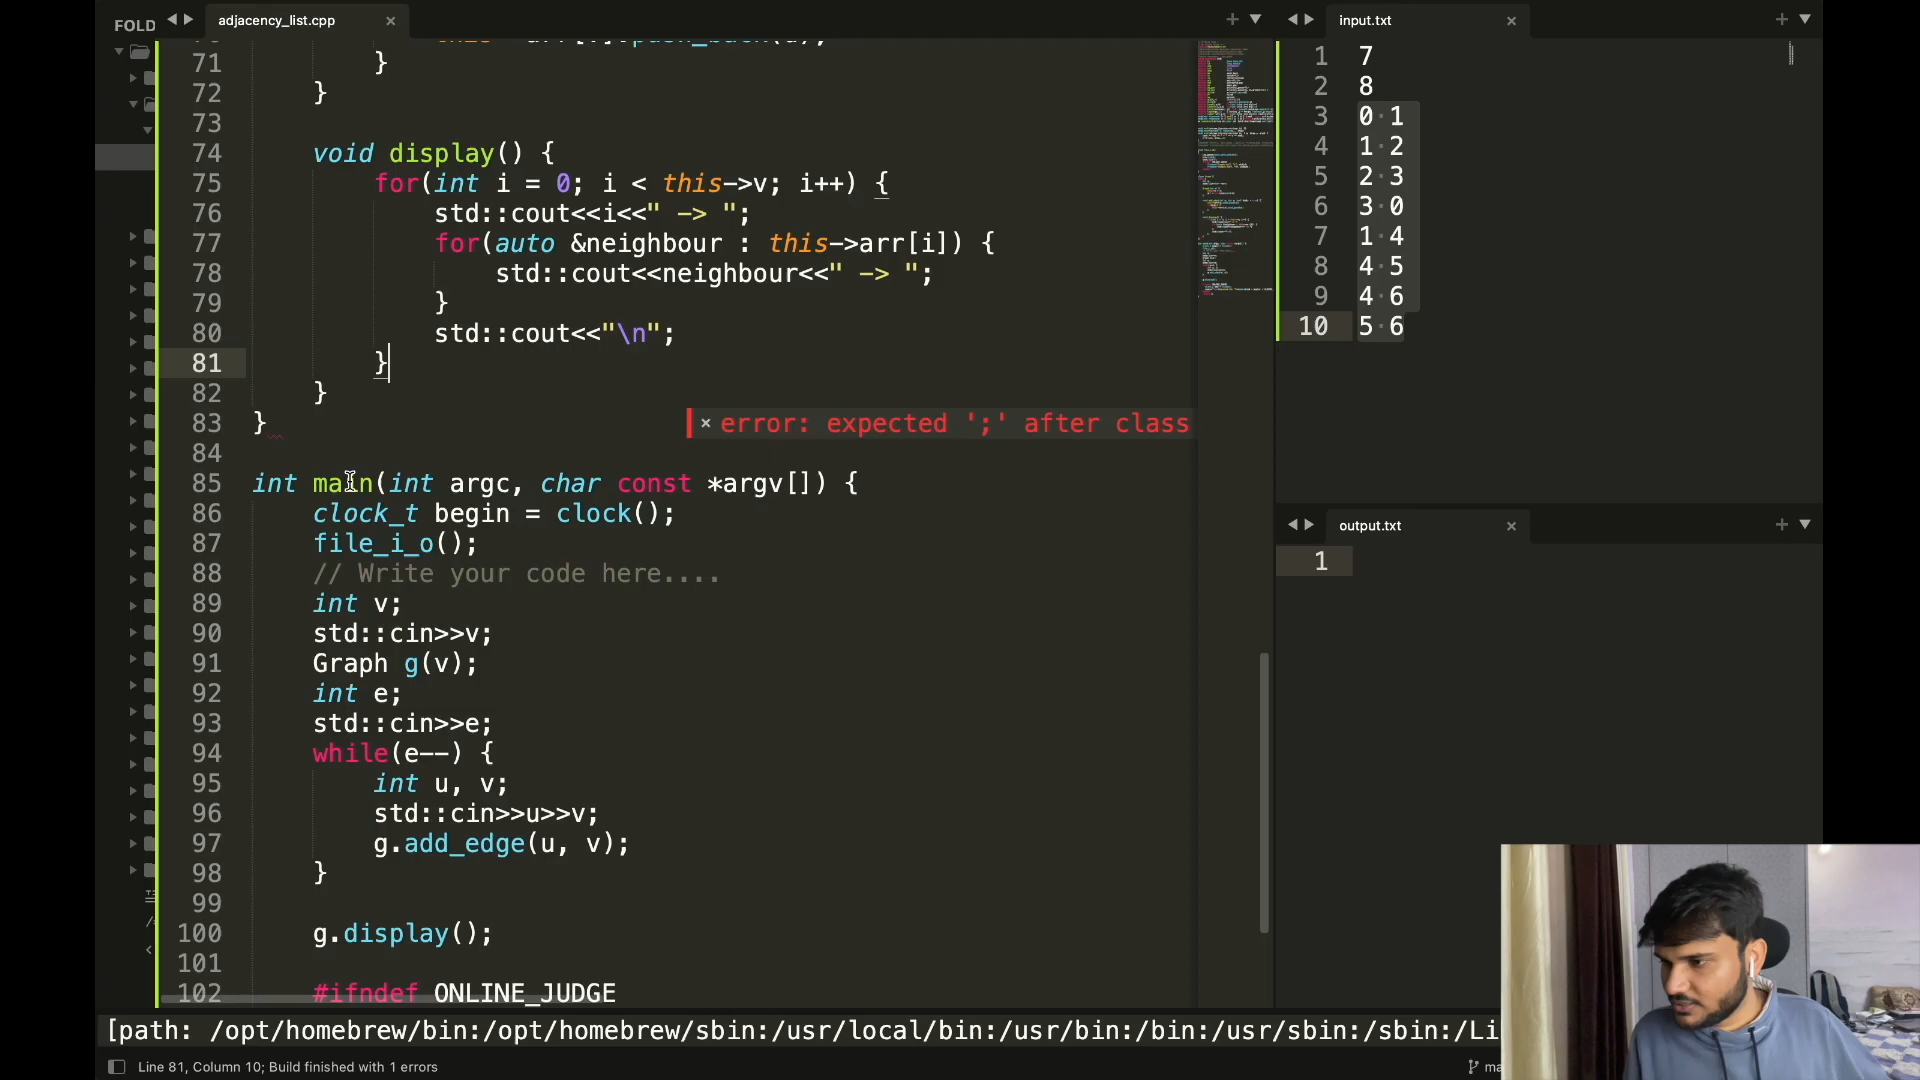 FOLD
adjacency_list.cpp
71 }
72 }
73
74 void display() {
75 for(int i = 0; i < this->v; i++) {
76 std::cout<<i<<" -> ";
77 for(auto &neighbour : this->arr[i]) {
78 std::cout<<neighbour<<" -> ";
79 }
80 std::cout<<"\n";
81 }
82 }
83 }
error: expected ';' after class
84
85 int main(int argc, char const *argv[]) {
86 clock_t begin = clock();
87 file_i_o();
88 // Write your code here....
89 int v;
90 std::cin>>v;
91 Graph g(v);
92 int e;
93 std::cin>>e;
94 while(e--) {
95 int u, v;
96 std::cin>>u>>v;
97 g.add_edge(u, v);
98 }
99
100 g.display();
101
102 #ifndef ONLINE_JUDGE
input.txt
1 7
2 8
3 0 1
4 1 2
5 2 3
6 3 0
7 1 4
8 4 5
9 4 6
10 5 6
output.txt
1
[path: /opt/homebrew/bin:/opt/homebrew/sbin:/usr/local/bin:/usr/bin:/bin:/usr/sbin:/sbin:/Li
Line 81, Column 10; Build finished with 1 errors